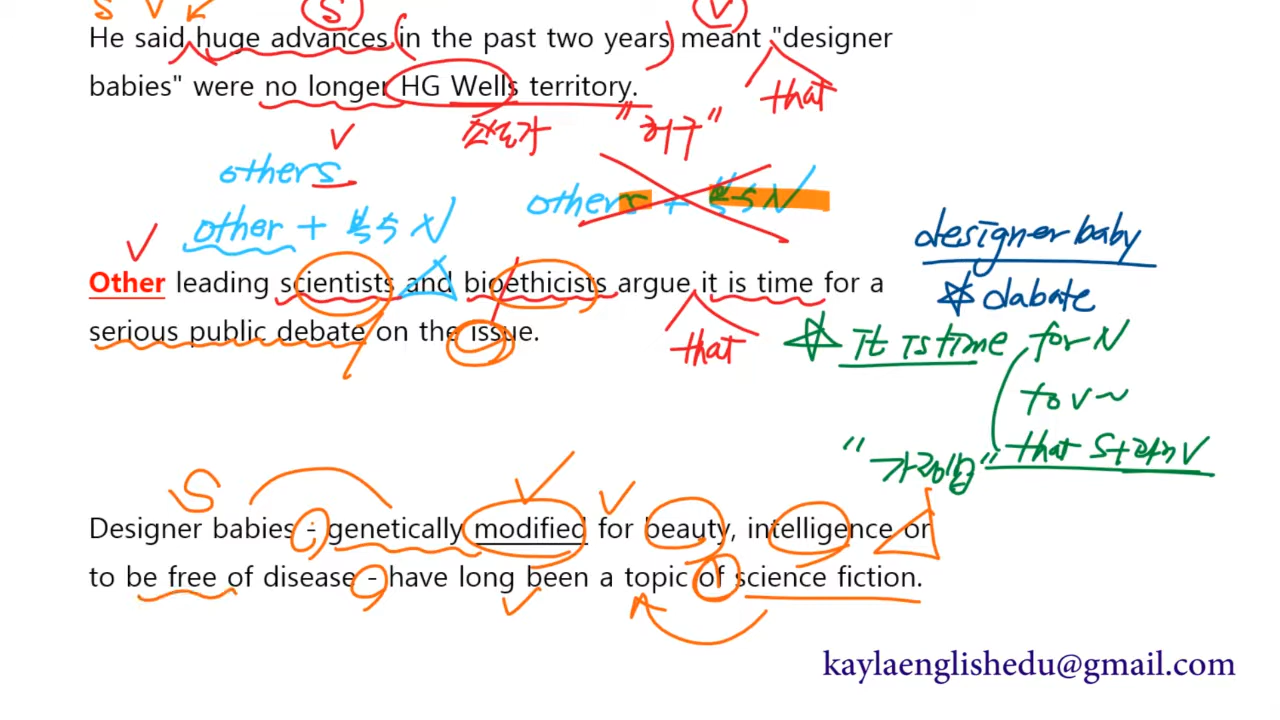 S V
S
V
He said huge advances in the past two years meant "designer
babies" were no longer HG Wells territory.
that
"허구"
V
others
other + 복수 N
others + 복수 N
designer baby
Other leading scientists and bioethicists argue it is time for a
☆ dabate
serious public debate on the issue.
that
☆ It is time for N
to V ~
that S + 과거 V
"가정법"
S
V
Designer babies - genetically modified for beauty, intelligence or
to be free of disease - have long been a topic of science fiction.
kaylaenglishedu@gmail.com